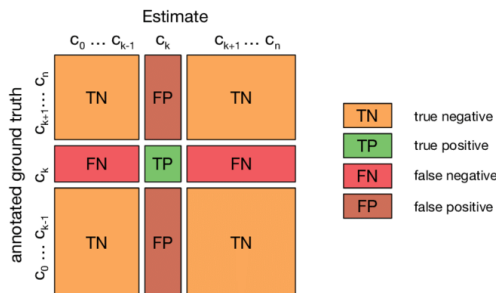 Estimate
c0 ... ck-1 ck ck+1 ... cn
annotated ground truth
ck+1 ... cn
ck
c0 ... ck-1
TN FP TN
FN TP FN
TN FP TN
TN true negative
TP true positive
FN false negative
FP false positive